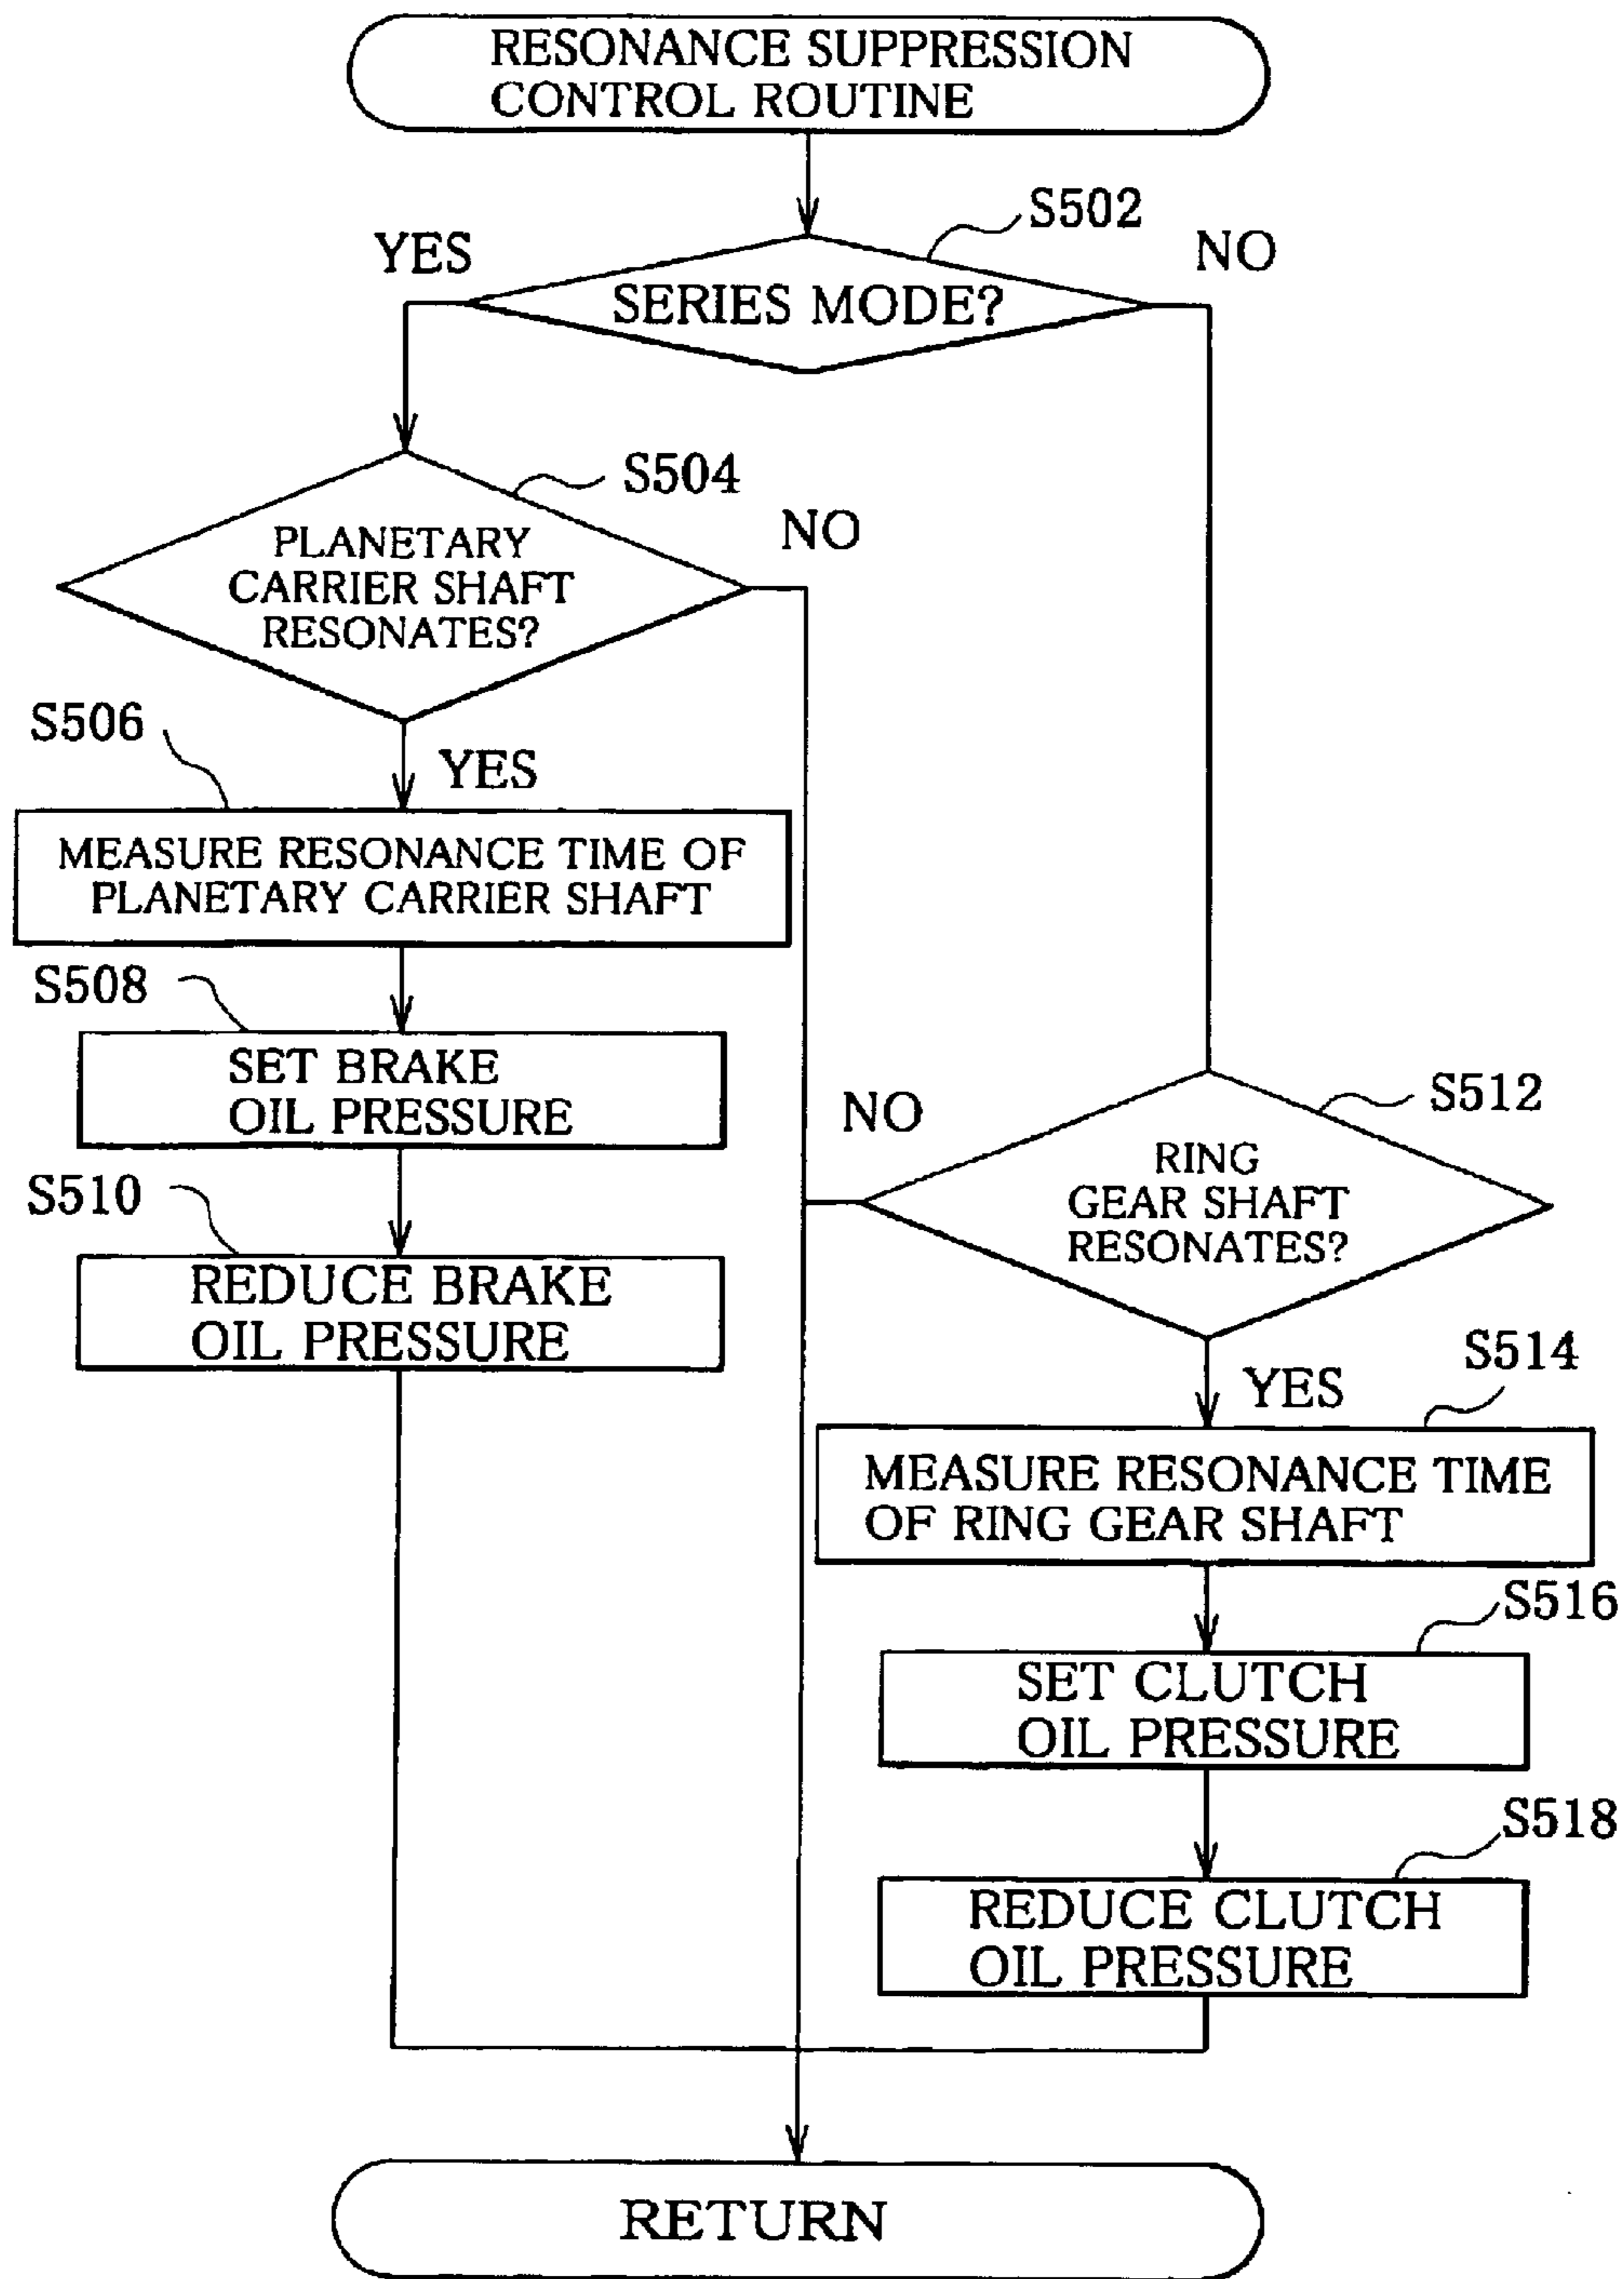 RESONANCE SUPPRESSION
CONTROL ROUTINE
S502
YES
NO
SERIES MODE?
S504
NO
PLANETARY
CARRIER SHAFT
RESONATES?
S506
YES
MEASURE RESONANCE TIME OF
PLANETARY CARRIER SHAFT
S508
SET BRAKE
OIL PRESSURE
S510
REDUCE BRAKE
OIL PRESSURE
S512
NO
RING
GEAR SHAFT
RESONATES?
S514
YES
MEASURE RESONANCE TIME
OF RING GEAR SHAFT
S516
SET CLUTCH
OIL PRESSURE
S518
REDUCE CLUTCH
OIL PRESSURE
RETURN